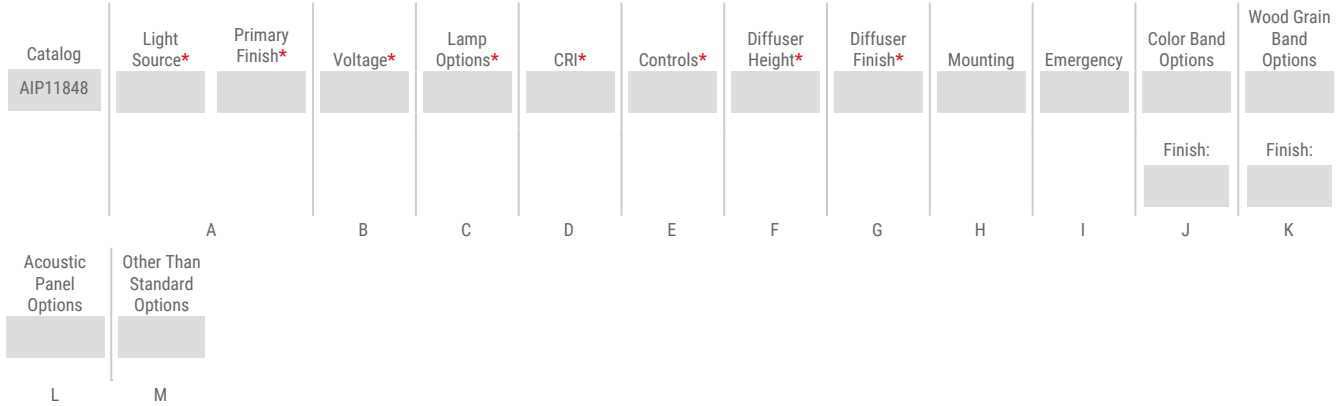 Catalog
AIP11848
Light
Source*
Primary
Finish*
Voltage*
Lamp
Options*
CRI*
Controls*
Diffuser
Height*
Diffuser
Finish*
Mounting
Emergency
Color Band
Options
Finish:
Wood Grain
Band
Options
Finish:
A
B
C
D
E
F
G
H
I
J
K
Acoustic
Panel
Options
Other Than
Standard
Options
L
M